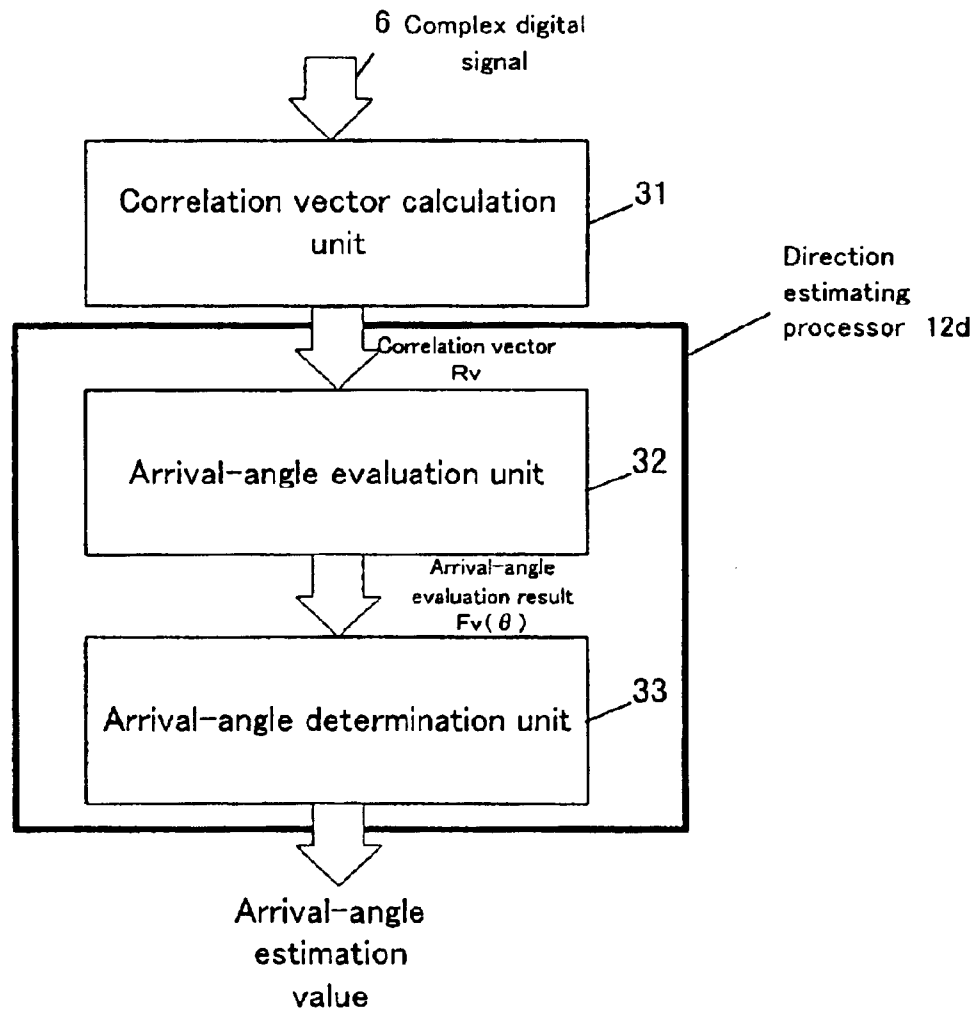 6 Complex digital
signal
Correlation vector calculation
unit
31
Direction
estimating
processor 12d
Correlation vector
Rv
Arrival-angle evaluation unit
32
Arrival-angle
evaluation result
Fv(θ)
Arrival-angle determination unit
33
Arrival-angle
estimation
value